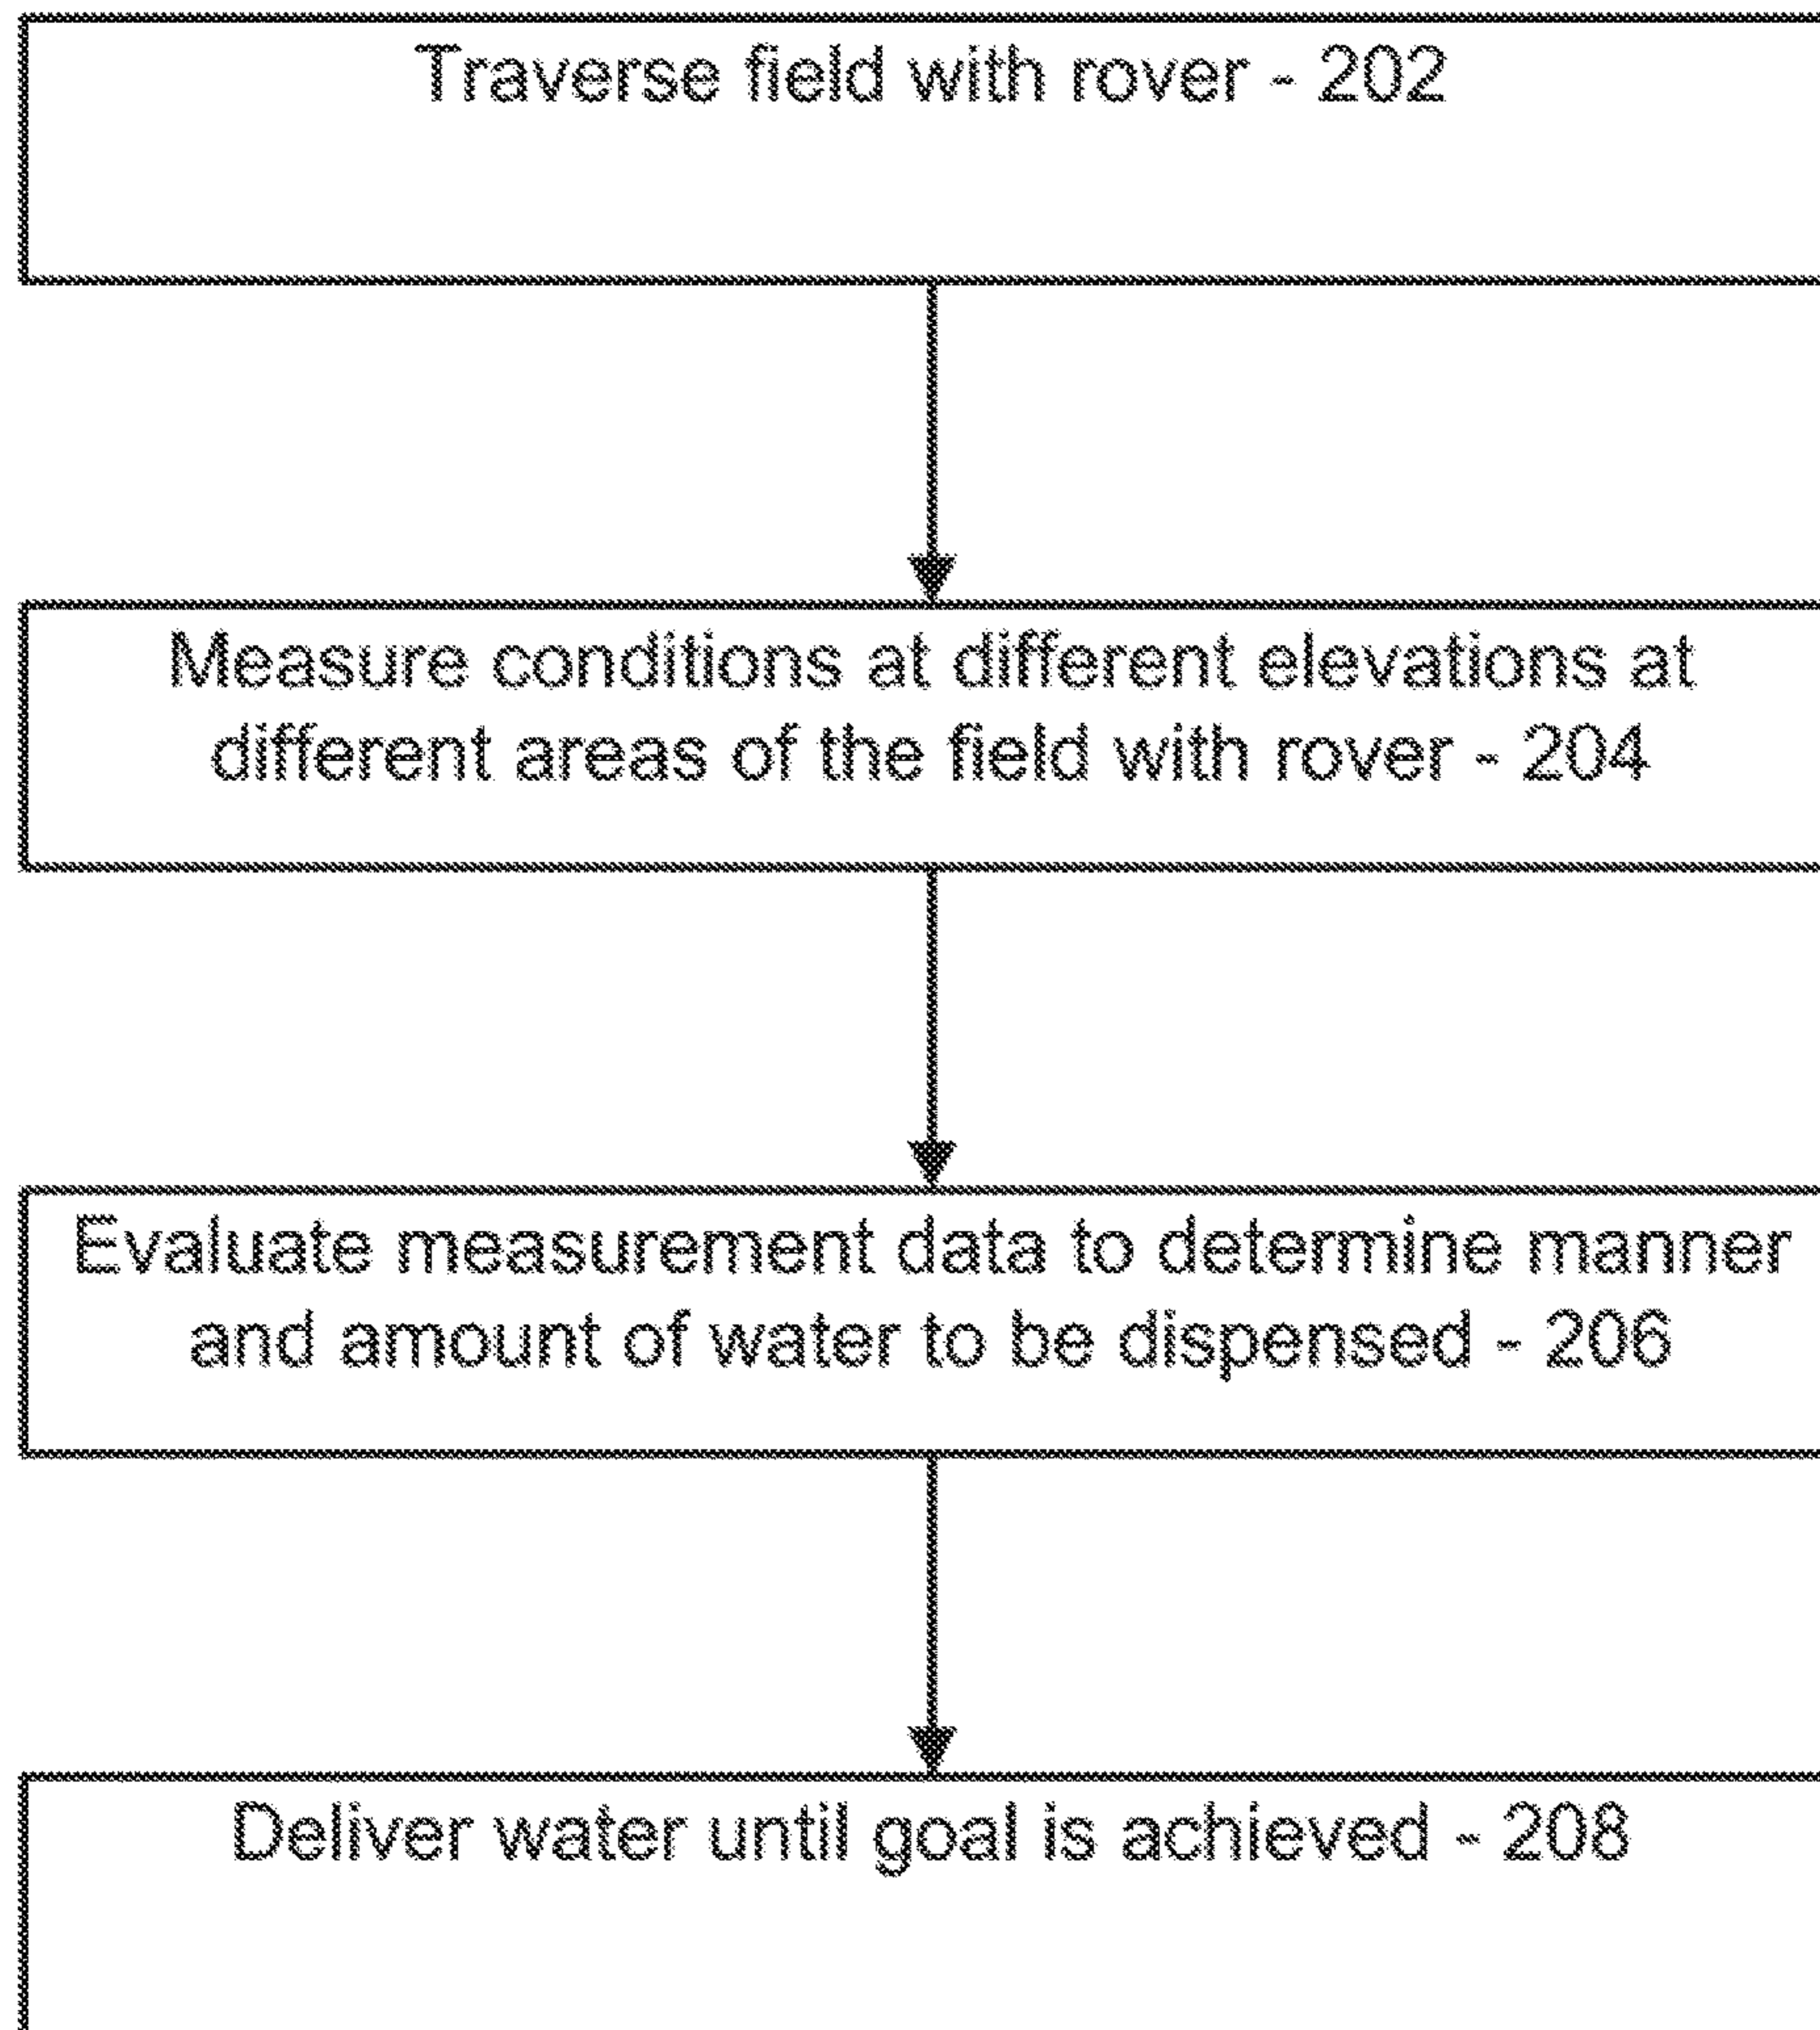 Traverse field with rover - 202
Measure conditions at different elevations at
different areas of the field with rover - 204
Evaluate measurement data to determine manner
and amount of water to be dispensed - 206
Deliver water until goal is achieved - 208